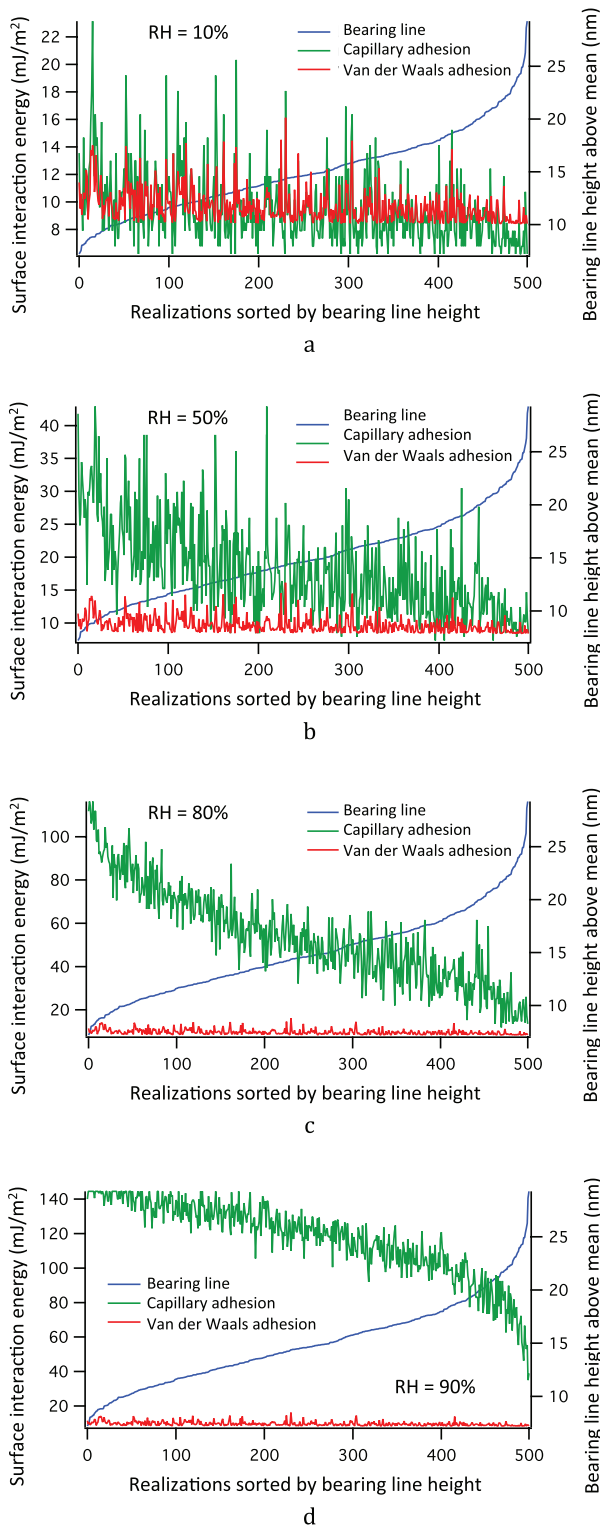 RH = 10%
Bearing line
Capillary adhesion
Van der Waals adhesion
Surface interaction energy (mJ/m²)
22
20
18
16
14
12
10
8
25
20
15
10
Bearing line height above mean (nm)
0 100 200 300 400 500
Realizations sorted by bearing line height
a
RH = 50%
Bearing line
Capillary adhesion
Van der Waals adhesion
Surface interaction energy (mJ/m²)
40
35
30
25
20
15
10
25
20
15
10
Bearing line height above mean (nm)
0 100 200 300 400 500
Realizations sorted by bearing line height
b
RH = 80%
Bearing line
Capillary adhesion
Van der Waals adhesion
Surface interaction energy (mJ/m²)
100
80
60
40
20
25
20
15
10
Bearing line height above mean (nm)
0 100 200 300 400 500
Realizations sorted by bearing line height
c
Surface interaction energy (mJ/m²)
140
120
100
80
60
40
20
Bearing line
Capillary adhesion
Van der Waals adhesion
RH = 90%
25
20
15
10
Bearing line height above mean (nm)
0 100 200 300 400 500
Realizations sorted by bearing line height
d